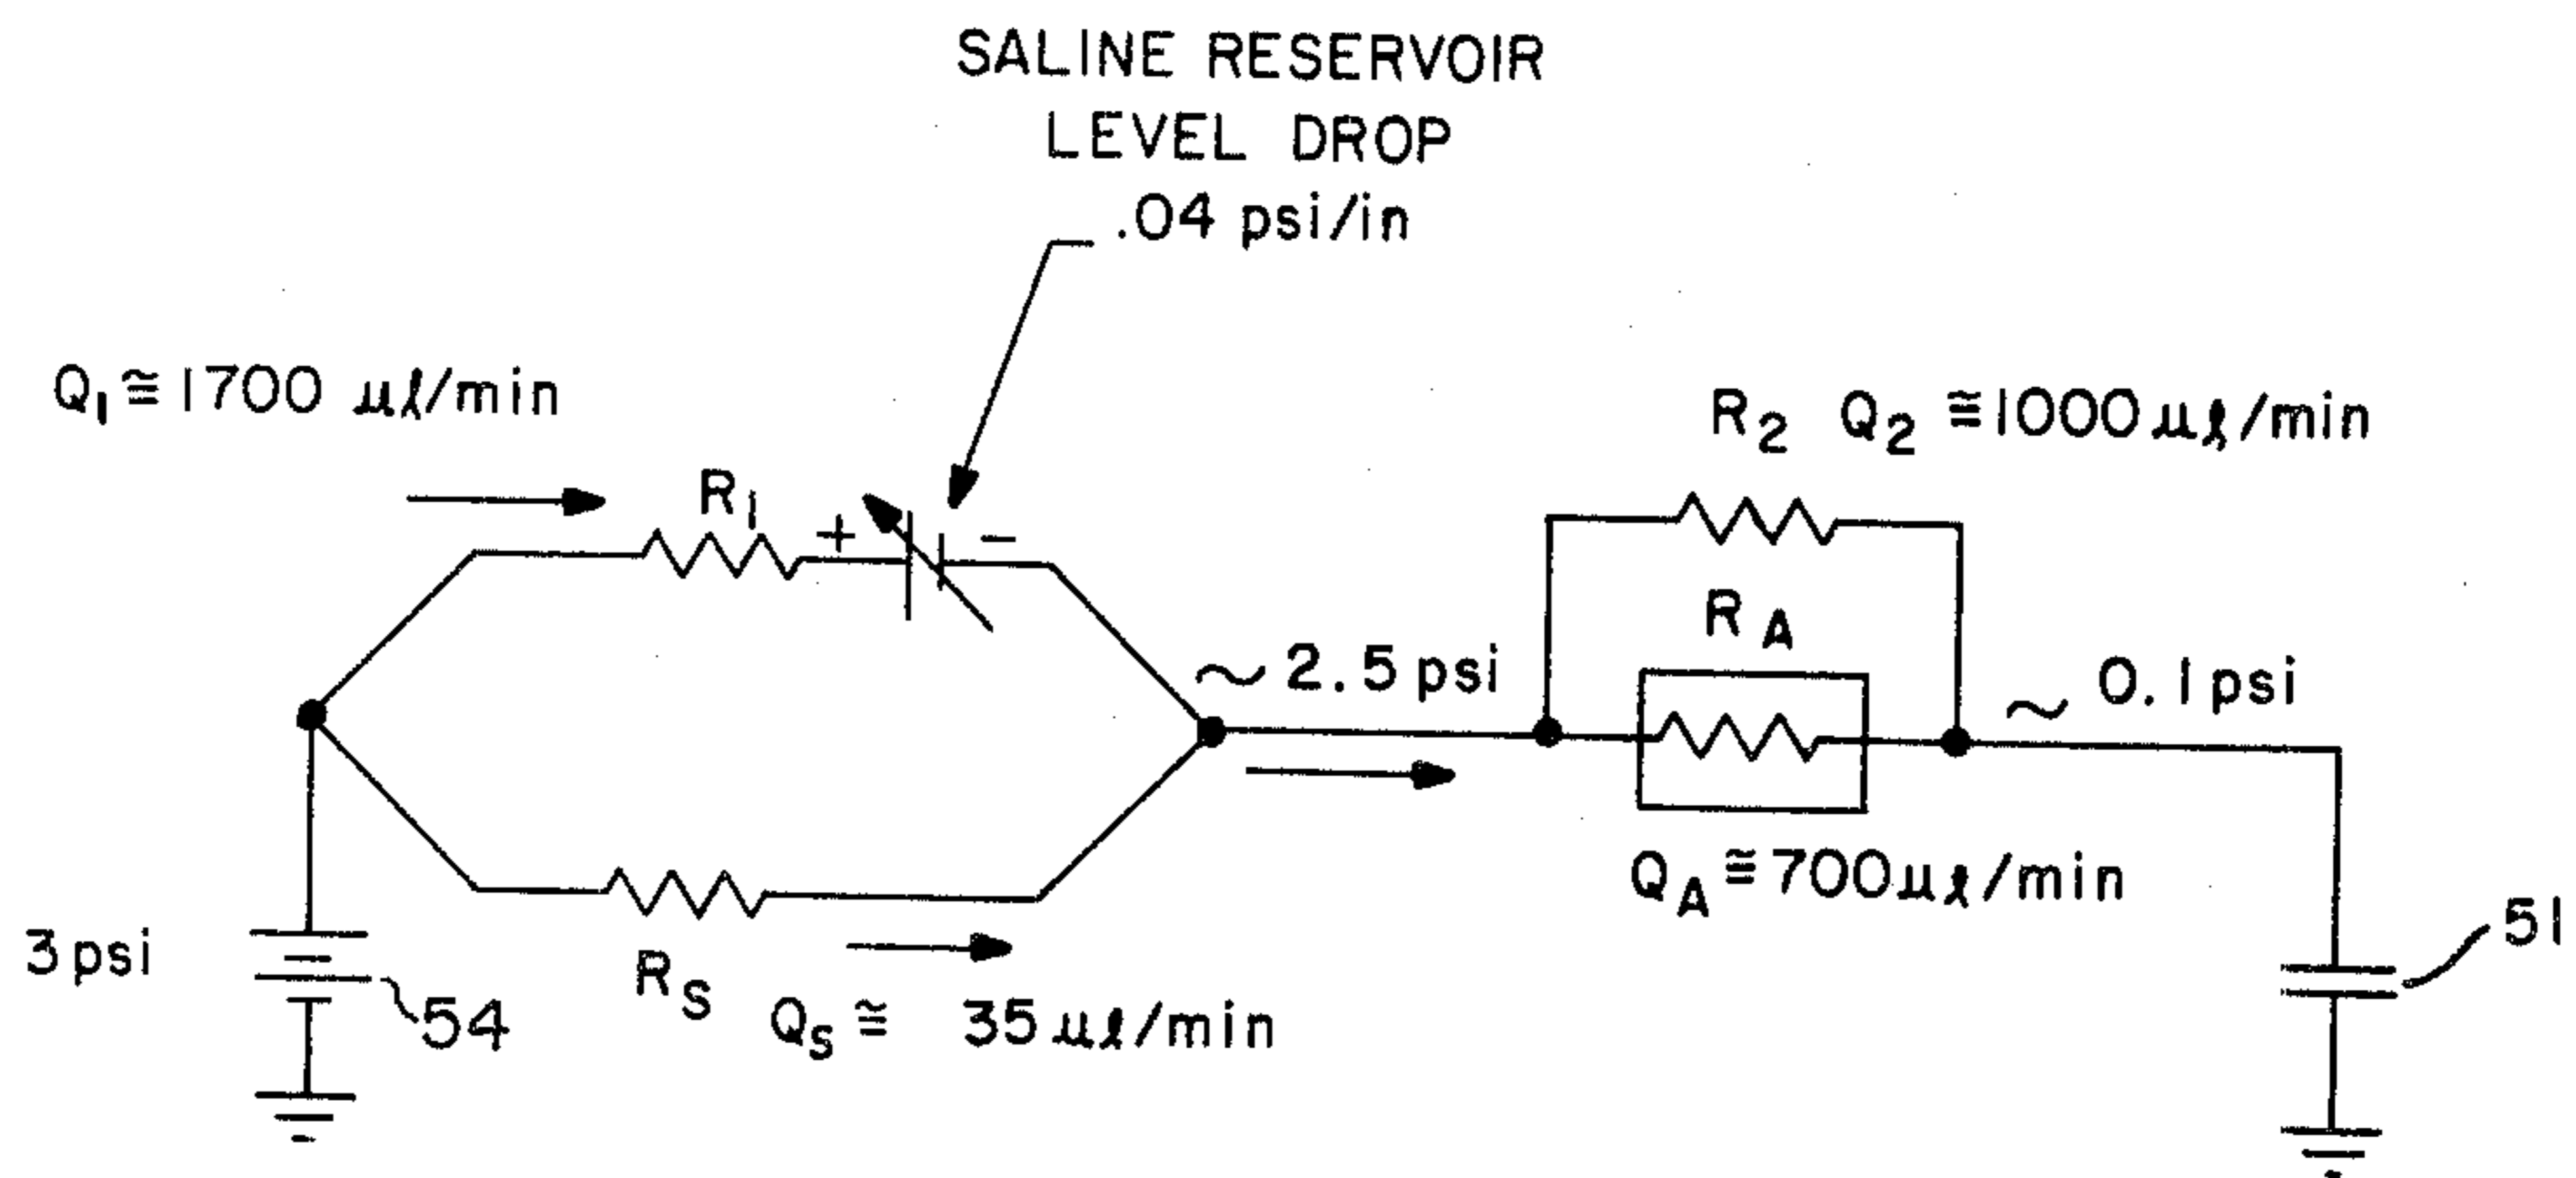 SALINE RESERVOIR
LEVEL DROP
.04 psi/in
Q₁ ≅ 1700 µl/min
R₁
+
-
R₂ Q₂ ≅ 1000 µl/min
R_A
~ 2.5 psi
~ 0.1 psi
Q_A ≅ 700 µl/min
3 psi
54
R_S
Q_S ≅ 35 µl/min
51